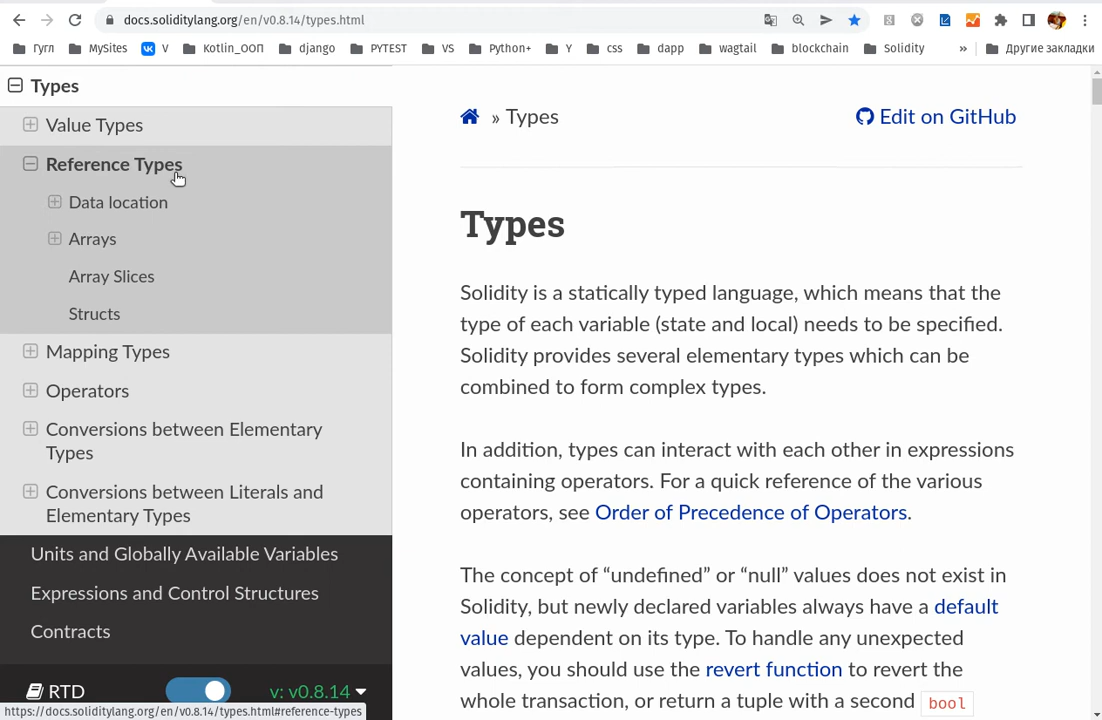 docs.soliditylang.org/en/v0.8.14/types.html
Гугл MySites V Kotlin_ООП django PYTEST VS Python+ Y css dapp wagtail blockchain Solidity » Другие закладки
Types
Value Types
Reference Types
Data location
Arrays
Array Slices
Structs
Mapping Types
Operators
Conversions between Elementary
Types
Conversions between Literals and
Elementary Types
Units and Globally Available Variables
Expressions and Control Structures
Contracts
RTD v: v0.8.14
https://docs.soliditylang.org/en/v0.8.14/types.html#reference-types
» Types Edit on GitHub
Types
Solidity is a statically typed language, which means that the
type of each variable (state and local) needs to be specified.
Solidity provides several elementary types which can be
combined to form complex types.
In addition, types can interact with each other in expressions
containing operators. For a quick reference of the various
operators, see Order of Precedence of Operators.
The concept of “undefined” or “null” values does not exist in
Solidity, but newly declared variables always have a default
value dependent on its type. To handle any unexpected
values, you should use the revert function to revert the
whole transaction, or return a tuple with a second bool